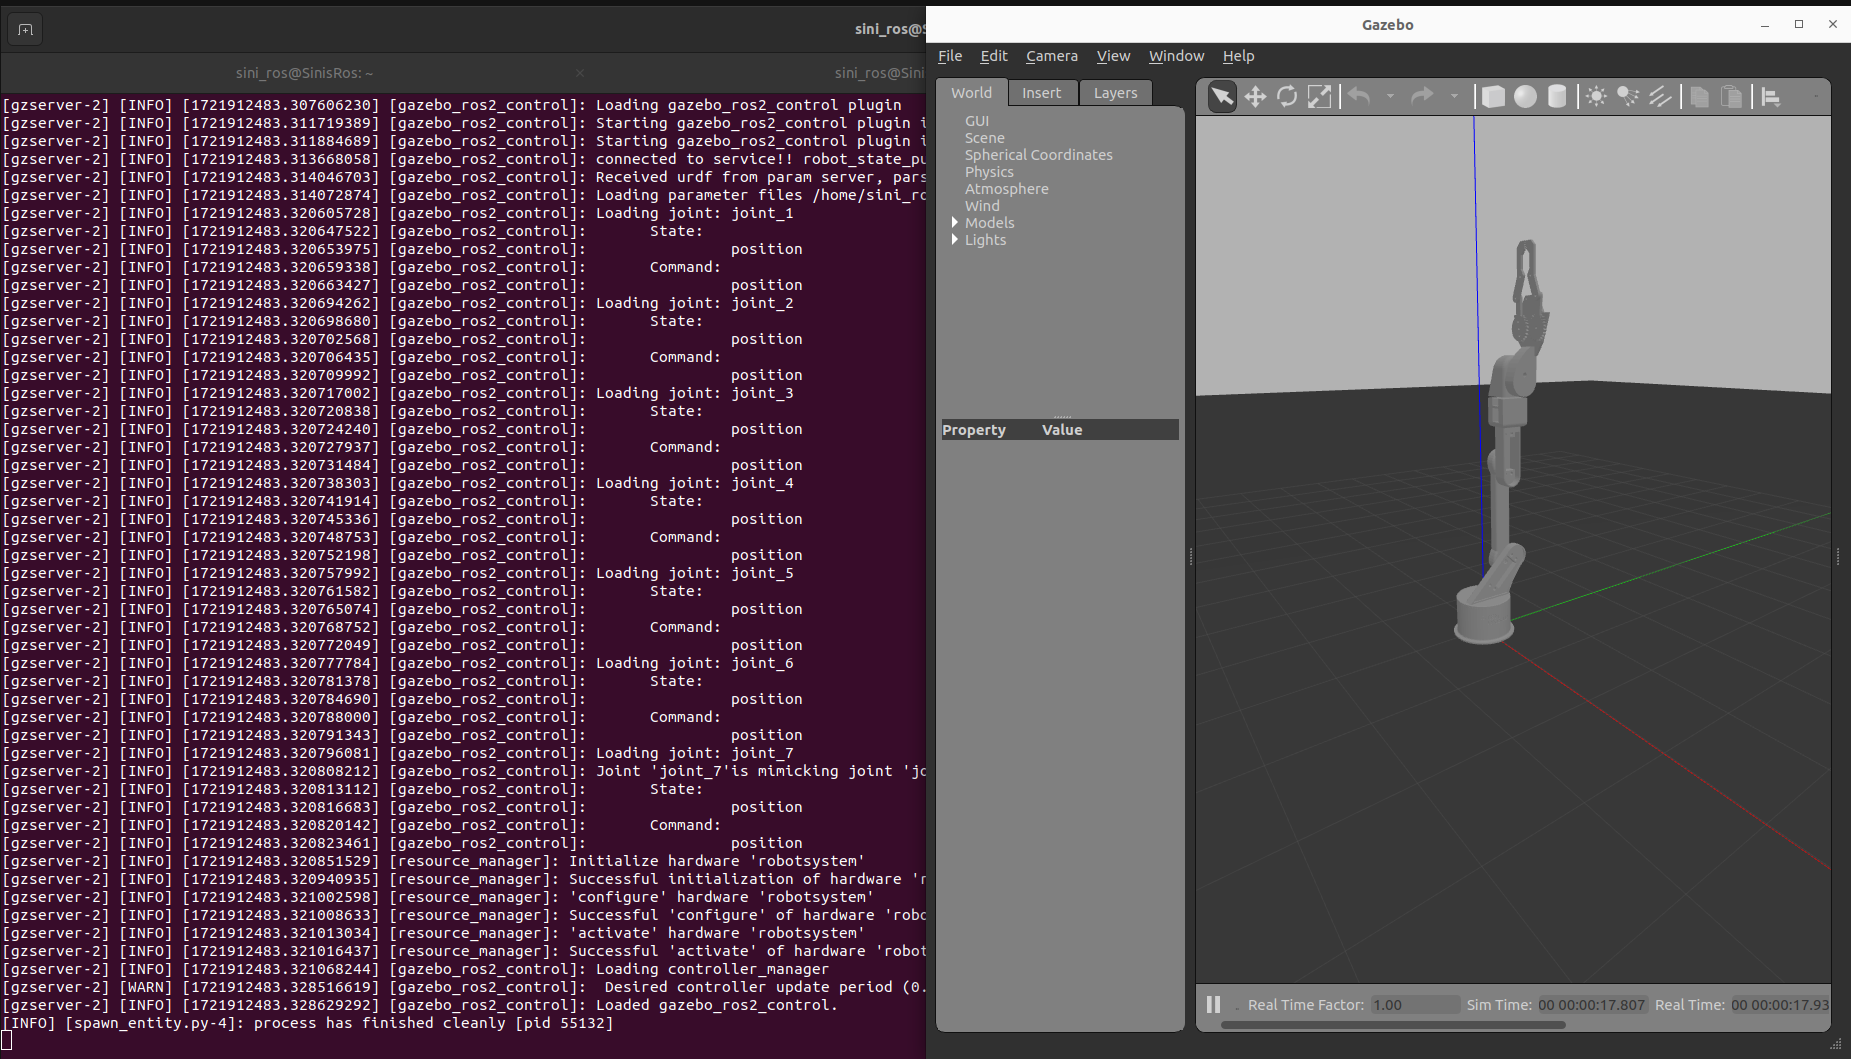 sini_ros@S
sini_ros@SinisRos: ~
sini_ros@Sini
[gzserver-2] [INFO] [1721912483.307606230] [gazebo_ros2_control]: Loading gazebo_ros2_control plugin
[gzserver-2] [INFO] [1721912483.311719389] [gazebo_ros2_control]: Starting gazebo_ros2_control plugin i
[gzserver-2] [INFO] [1721912483.311884689] [gazebo_ros2_control]: Starting gazebo_ros2_control plugin i
[gzserver-2] [INFO] [1721912483.313668058] [gazebo_ros2_control]: connected to service!! robot_state_pu
[gzserver-2] [INFO] [1721912483.314046703] [gazebo_ros2_control]: Received urdf from param server, pars
[gzserver-2] [INFO] [1721912483.314072874] [gazebo_ros2_control]: Loading parameter files /home/sini_ro
[gzserver-2] [INFO] [1721912483.320605728] [gazebo_ros2_control]: Loading joint: joint_1
[gzserver-2] [INFO] [1721912483.320647522] [gazebo_ros2_control]: State:
[gzserver-2] [INFO] [1721912483.320653975] [gazebo_ros2_control]: position
[gzserver-2] [INFO] [1721912483.320659338] [gazebo_ros2_control]: Command:
[gzserver-2] [INFO] [1721912483.320663427] [gazebo_ros2_control]: position
[gzserver-2] [INFO] [1721912483.320694262] [gazebo_ros2_control]: Loading joint: joint_2
[gzserver-2] [INFO] [1721912483.320698680] [gazebo_ros2_control]: State:
[gzserver-2] [INFO] [1721912483.320702568] [gazebo_ros2_control]: position
[gzserver-2] [INFO] [1721912483.320706435] [gazebo_ros2_control]: Command:
[gzserver-2] [INFO] [1721912483.320709992] [gazebo_ros2_control]: position
[gzserver-2] [INFO] [1721912483.320717002] [gazebo_ros2_control]: Loading joint: joint_3
[gzserver-2] [INFO] [1721912483.320720838] [gazebo_ros2_control]: State:
[gzserver-2] [INFO] [1721912483.320724240] [gazebo_ros2_control]: position
[gzserver-2] [INFO] [1721912483.320727937] [gazebo_ros2_control]: Command:
[gzserver-2] [INFO] [1721912483.320731484] [gazebo_ros2_control]: position
[gzserver-2] [INFO] [1721912483.320738303] [gazebo_ros2_control]: Loading joint: joint_4
[gzserver-2] [INFO] [1721912483.320741914] [gazebo_ros2_control]: State:
[gzserver-2] [INFO] [1721912483.320745336] [gazebo_ros2_control]: position
[gzserver-2] [INFO] [1721912483.320748753] [gazebo_ros2_control]: Command:
[gzserver-2] [INFO] [1721912483.320752198] [gazebo_ros2_control]: position
[gzserver-2] [INFO] [1721912483.320757992] [gazebo_ros2_control]: Loading joint: joint_5
[gzserver-2] [INFO] [1721912483.320761582] [gazebo_ros2_control]: State:
[gzserver-2] [INFO] [1721912483.320765074] [gazebo_ros2_control]: position
[gzserver-2] [INFO] [1721912483.320768752] [gazebo_ros2_control]: Command:
[gzserver-2] [INFO] [1721912483.320772049] [gazebo_ros2_control]: position
[gzserver-2] [INFO] [1721912483.320777784] [gazebo_ros2_control]: Loading joint: joint_6
[gzserver-2] [INFO] [1721912483.320781378] [gazebo_ros2_control]: State:
[gzserver-2] [INFO] [1721912483.320784690] [gazebo_ros2_control]: position
[gzserver-2] [INFO] [1721912483.320788000] [gazebo_ros2_control]: Command:
[gzserver-2] [INFO] [1721912483.320791343] [gazebo_ros2_control]: position
[gzserver-2] [INFO] [1721912483.320796081] [gazebo_ros2_control]: Loading joint: joint_7
[gzserver-2] [INFO] [1721912483.320808212] [gazebo_ros2_control]: Joint 'joint_7'is mimicking joint 'jo
[gzserver-2] [INFO] [1721912483.320813112] [gazebo_ros2_control]: State:
[gzserver-2] [INFO] [1721912483.320816683] [gazebo_ros2_control]: position
[gzserver-2] [INFO] [1721912483.320820142] [gazebo_ros2_control]: Command:
[gzserver-2] [INFO] [1721912483.320823461] [gazebo_ros2_control]: position
[gzserver-2] [INFO] [1721912483.320851529] [resource_manager]: Initialize hardware 'robotsystem'
[gzserver-2] [INFO] [1721912483.320940935] [resource_manager]: Successful initialization of hardware 'r
[gzserver-2] [INFO] [1721912483.321002598] [resource_manager]: 'configure' hardware 'robotsystem'
[gzserver-2] [INFO] [1721912483.321008633] [resource_manager]: Successful 'configure' of hardware 'robo
[gzserver-2] [INFO] [1721912483.321013034] [resource_manager]: 'activate' hardware 'robotsystem'
[gzserver-2] [INFO] [1721912483.321016437] [resource_manager]: Successful 'activate' of hardware 'robot
[gzserver-2] [INFO] [1721912483.321068244] [gazebo_ros2_control]: Loading controller_manager
[gzserver-2] [WARN] [1721912483.328516619] [gazebo_ros2_control]: Desired controller update period (0.
[gzserver-2] [INFO] [1721912483.328629292] [gazebo_ros2_control]: Loaded gazebo_ros2_control.
[INFO] [spawn_entity.py-4]: process has finished cleanly [pid 55132]
Gazebo
File Edit Camera View Window Help
World Insert Layers
GUI
Scene
Spherical Coordinates
Physics
Atmosphere
Wind
Models
Lights
Property Value
Real Time Factor: 1.00 Sim Time: 00 00:00:17.807 Real Time: 00 00:00:17.93